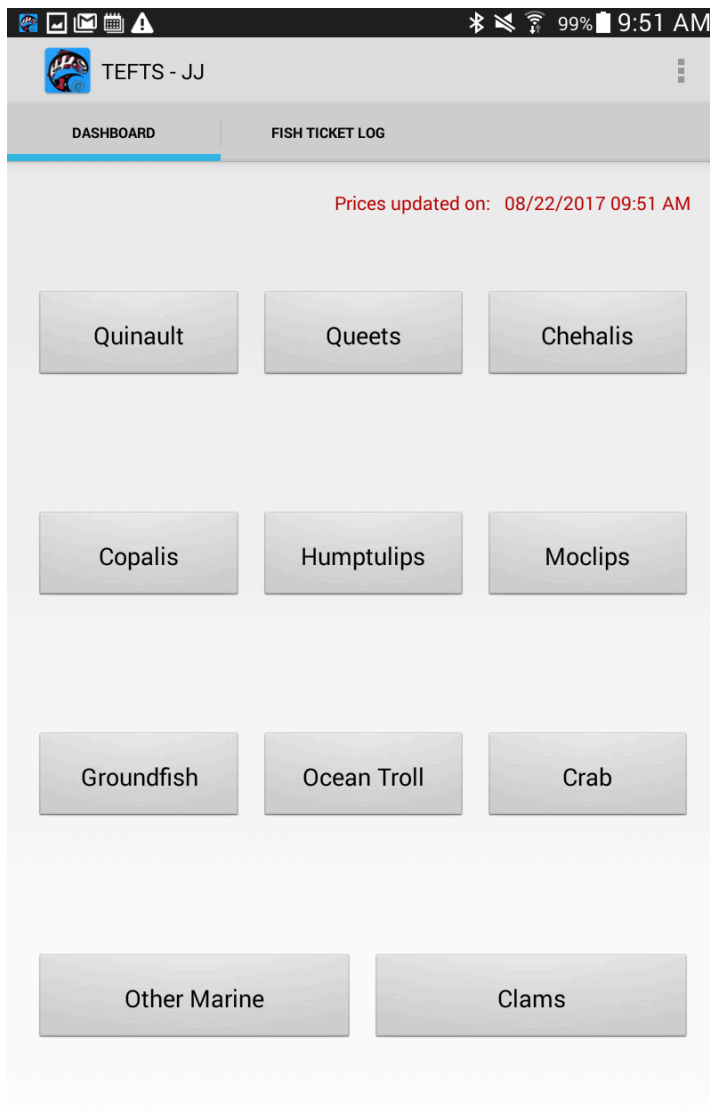 99% 9:51 AM
TEFTS - JJ
DASHBOARD FISH TICKET LOG
Prices updated on: 08/22/2017 09:51 AM
Quinault Queets Chehalis
Copalis Humptulips Moclips
Groundfish Ocean Troll Crab
Other Marine Clams